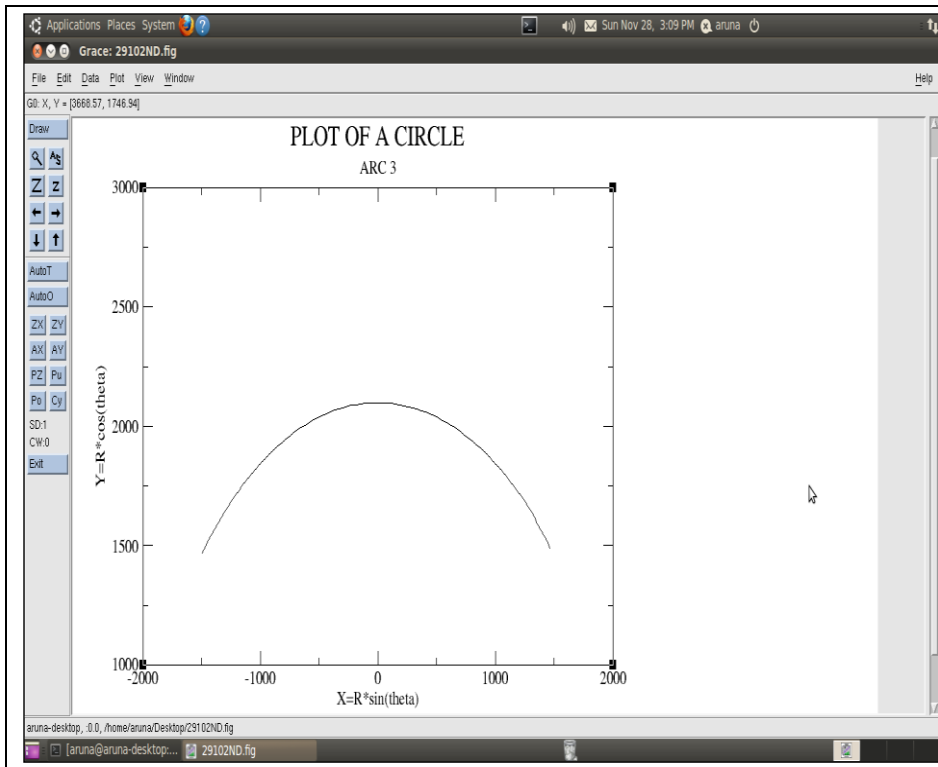 Applications Places System
Sun Nov 28, 3:09 PM aruna
Grace: 29102ND.fig
File Edit Data Plot View Window Help
G0: X, Y = [3668.57, 1746.94]
Draw
Z z
AutoT
AutoO
ZX ZY
AX AY
PZ Pu
Po Cy
SD:1
CW:0
Exit
PLOT OF A CIRCLE
ARC 3
3000
2500
2000
1500
1000
Y=R*cos(theta)
-2000 -1000 0 1000 2000
X=R*sin(theta)
aruna-desktop, :0.0, /home/aruna/Desktop/29102ND.fig
[aruna@aruna-desktop:... 29102ND.fig